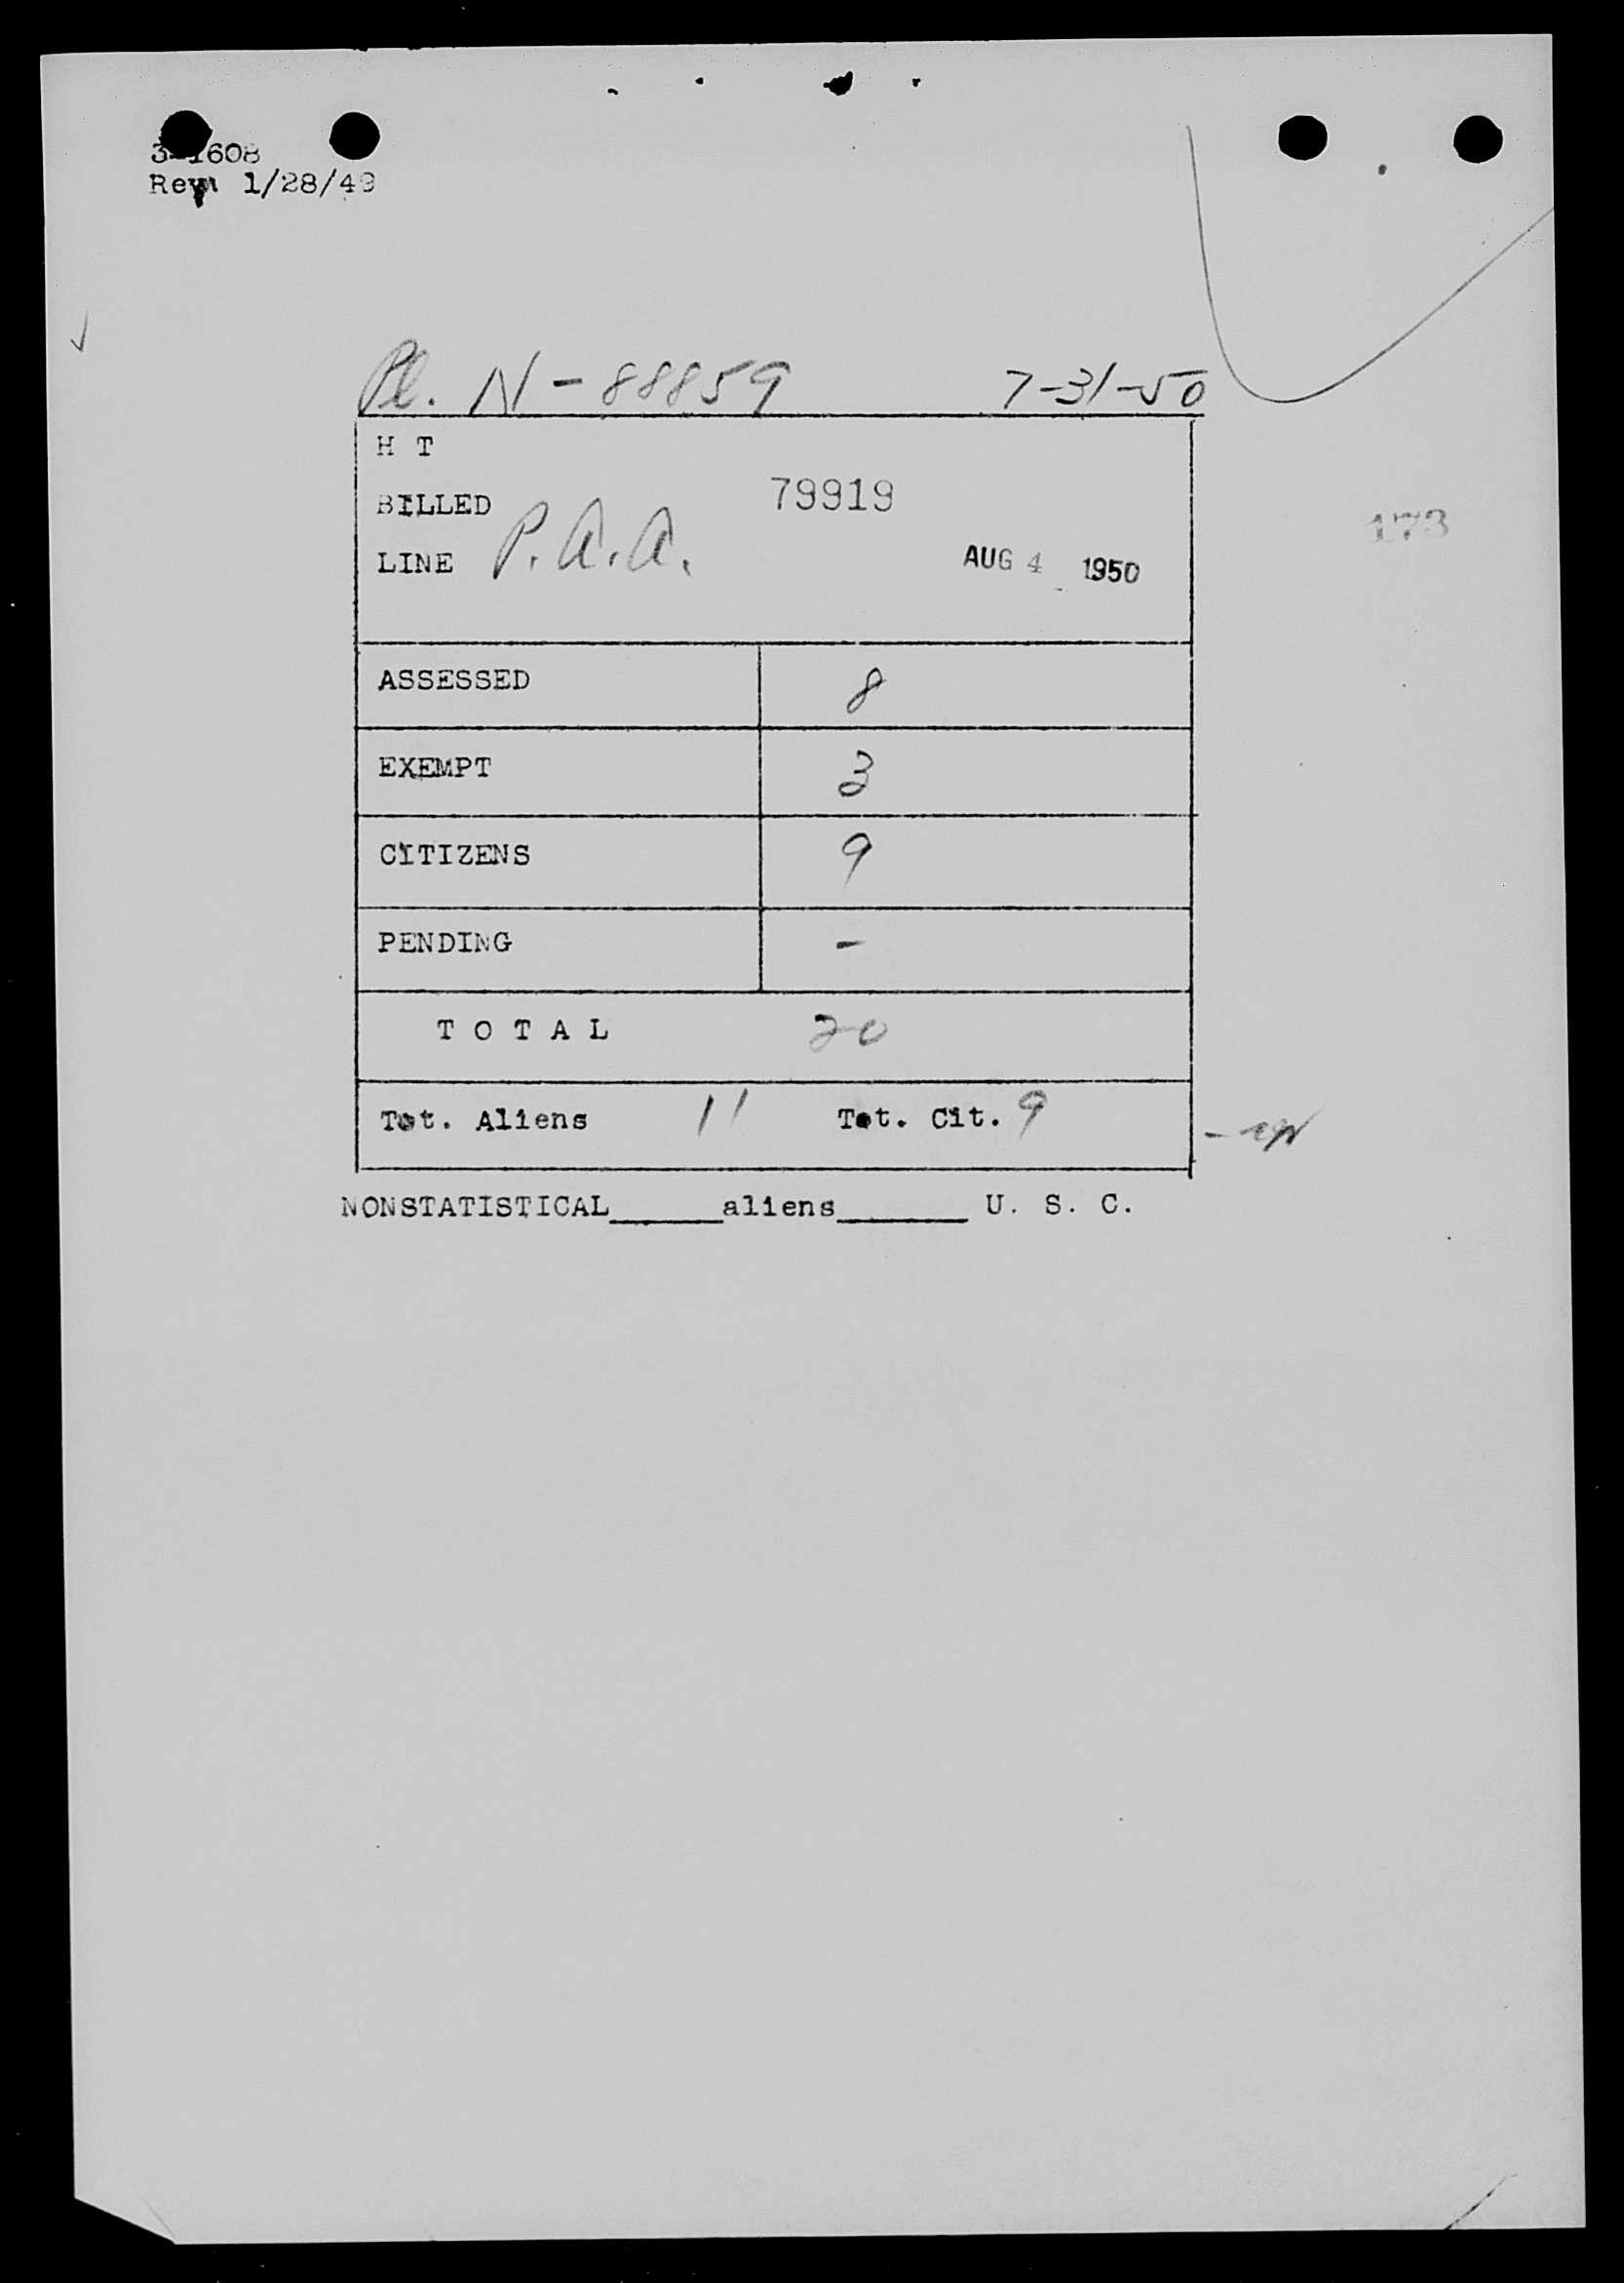 3-1608
Rev. 1/28/49
Pl. N-88859 7-31-50
H T
BILLED 79919
173
LINE P.A.A. AUG 4 1950
ASSESSED 8
EXEMPT 3
CITIZENS 9
PENDING -
T O T A L 20
Tot. Aliens 11 Tot. Cit. 9
NONSTATISTICAL______aliens_______ U. S. C.